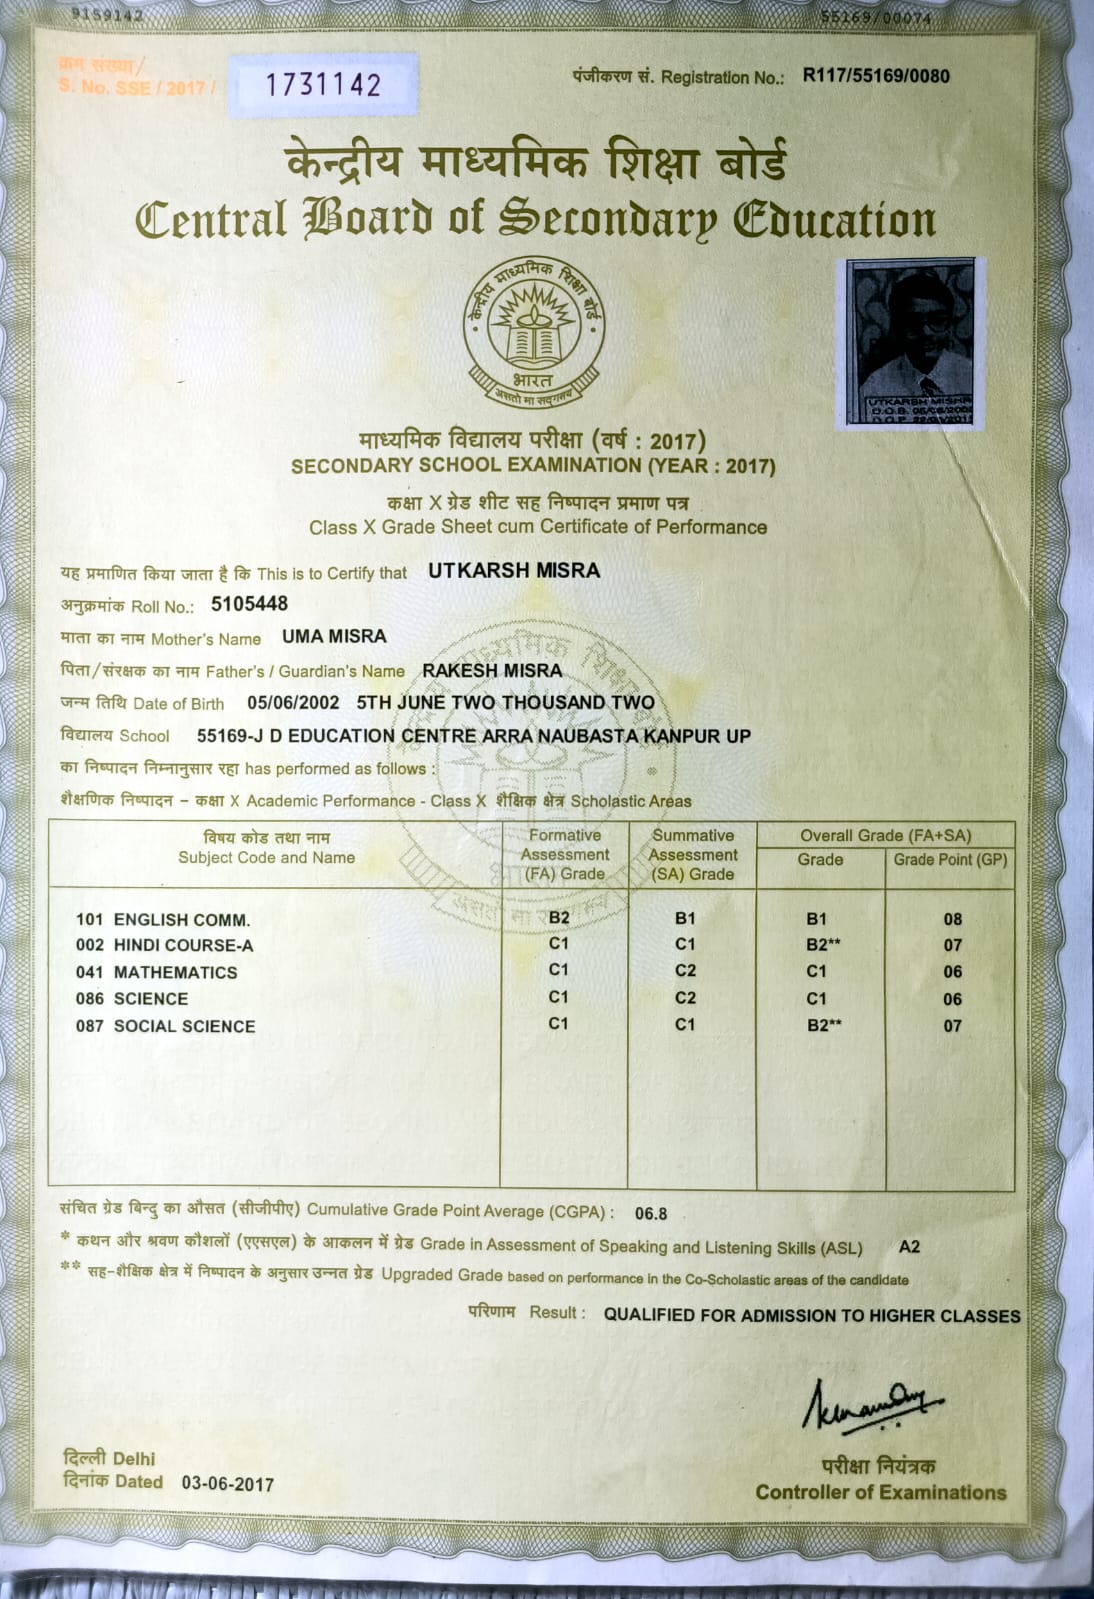 9159142
55169/00074
क्रम संख्या/
S. No. SSE / 2017 /
1731142
पंजीकरण सं. Registration No.: R117/55169/0080
केन्द्रीय माध्यमिक शिक्षा बोर्ड
Central Board of Secondary Education
केन्द्रीय माध्यमिक शिक्षा बोर्ड
भारत
असतो मा सद्गमय
UTKARSH MISHR
माध्यमिक विद्यालय परीक्षा (वर्ष : 2017)
SECONDARY SCHOOL EXAMINATION (YEAR : 2017)
कक्षा X ग्रेड शीट सह निष्पादन प्रमाण पत्र
Class X Grade Sheet cum Certificate of Performance
यह प्रमाणित किया जाता है कि This is to Certify that UTKARSH MISRA
अनुक्रमांक Roll No.: 5105448
माता का नाम Mother's Name UMA MISRA
पिता/संरक्षक का नाम Father's / Guardian's Name RAKESH MISRA
जन्म तिथि Date of Birth 05/06/2002 5TH JUNE TWO THOUSAND TWO
विद्यालय School 55169-J D EDUCATION CENTRE ARRA NAUBASTA KANPUR UP
का निष्पादन निम्नानुसार रहा has performed as follows :
शैक्षणिक निष्पादन – कक्षा X Academic Performance - Class X शैक्षिक क्षेत्र Scholastic Areas
विषय कोड तथा नाम
Subject Code and Name
Formative
Assessment
(FA) Grade
Summative
Assessment
(SA) Grade
Overall Grade (FA+SA)
Grade
Grade Point (GP)
101 ENGLISH COMM. B2 B1 B1 08
002 HINDI COURSE-A C1 C1 B2** 07
041 MATHEMATICS C1 C2 C1 06
086 SCIENCE C1 C2 C1 06
087 SOCIAL SCIENCE C1 C1 B2** 07
संचित ग्रेड बिन्दु का औसत (सीजीपीए) Cumulative Grade Point Average (CGPA) : 06.8
* कथन और श्रवण कौशलों (एएसएल) के आकलन में ग्रेड Grade in Assessment of Speaking and Listening Skills (ASL) A2
** सह-शैक्षिक क्षेत्र में निष्पादन के अनुसार उन्नत ग्रेड Upgraded Grade based on performance in the Co-Scholastic areas of the candidate
परिणाम Result : QUALIFIED FOR ADMISSION TO HIGHER CLASSES
दिल्ली Delhi
दिनांक Dated 03-06-2017
परीक्षा नियंत्रक
Controller of Examinations